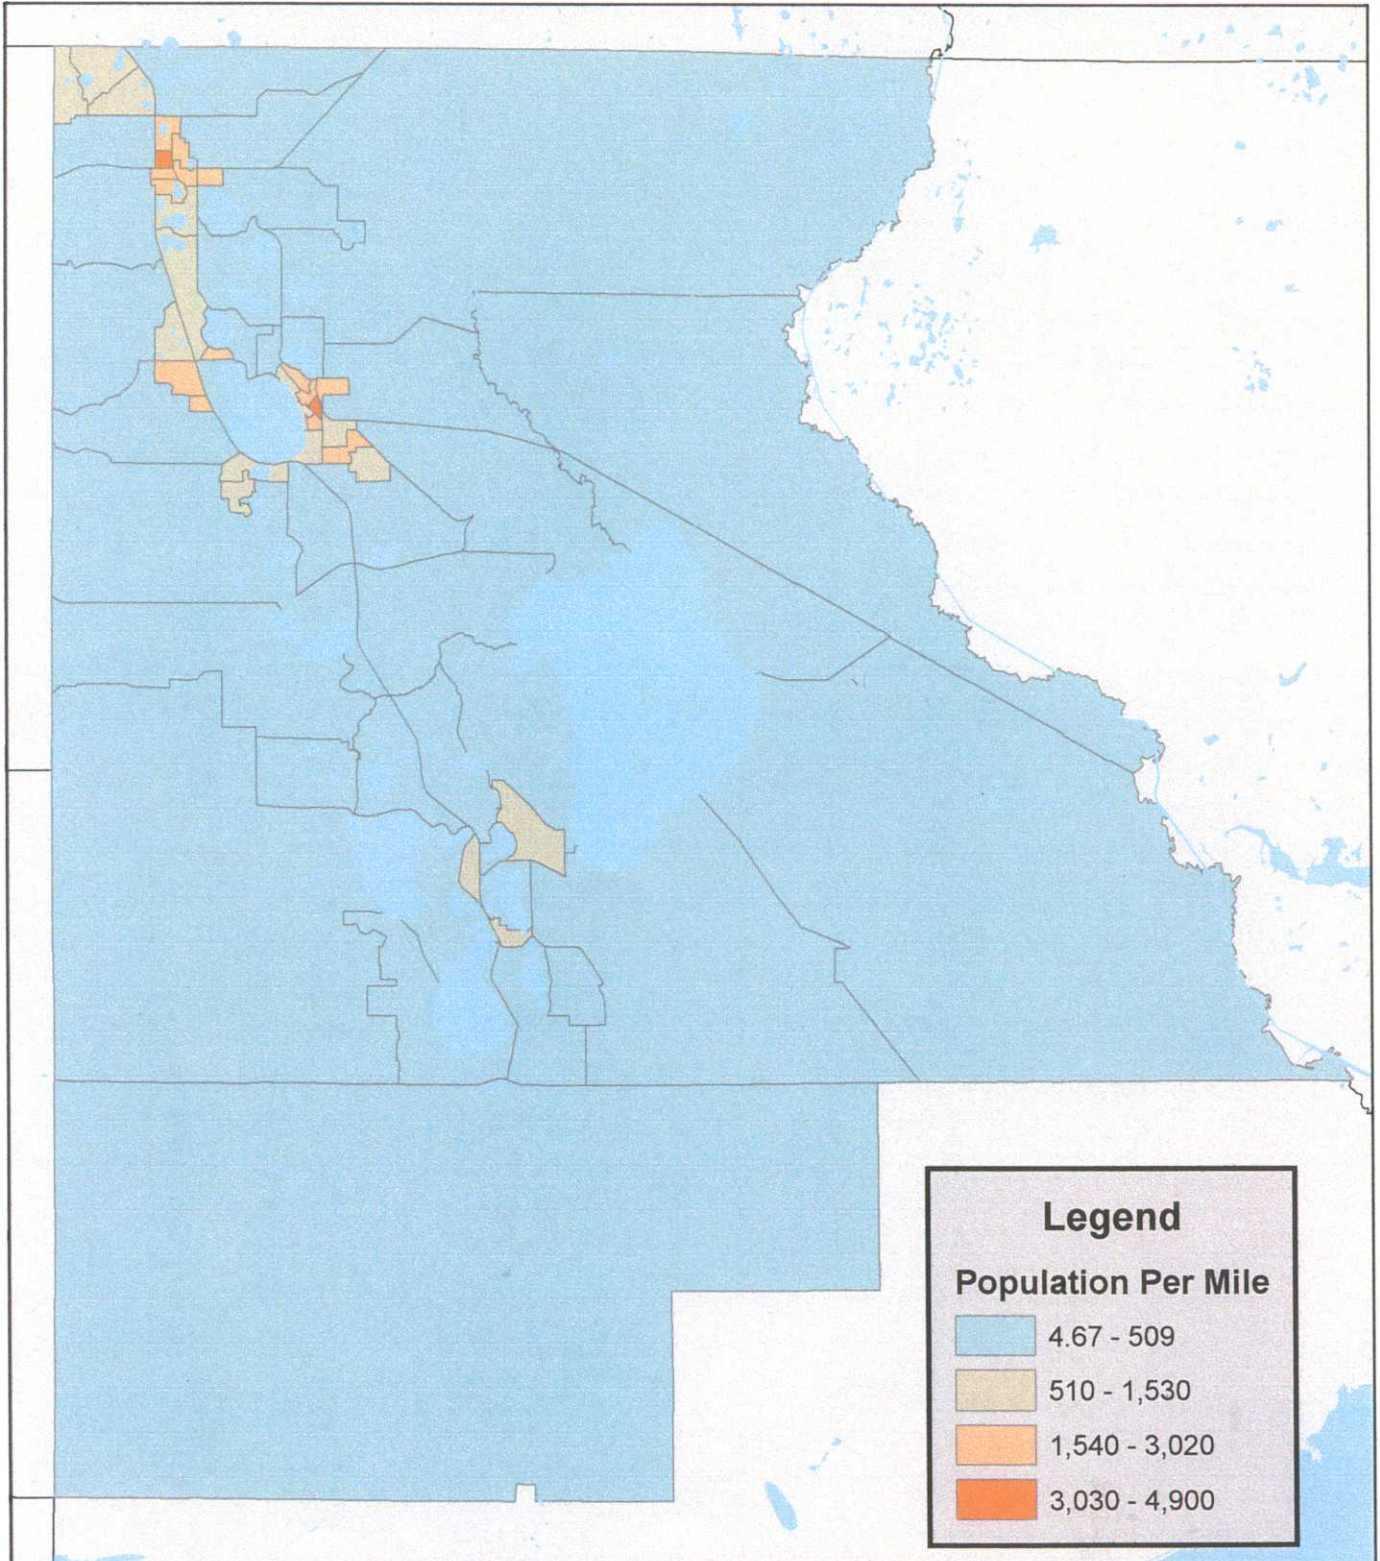 Legend
Population Per Mile
4.67 - 509
510 - 1,530
1,540 - 3,020
3,030 - 4,900